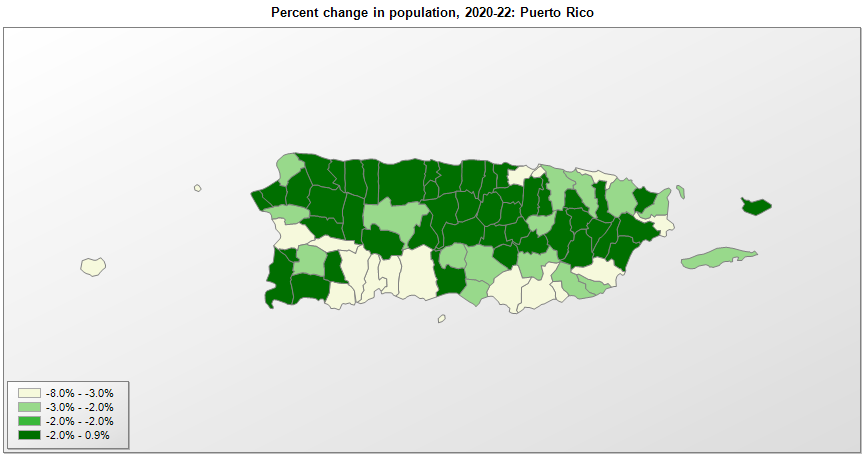 Percent change in population, 2020-22: Puerto Rico
-8.0% - -3.0%
-3.0% - -2.0%
-2.0% - -2.0%
-2.0% - 0.9%